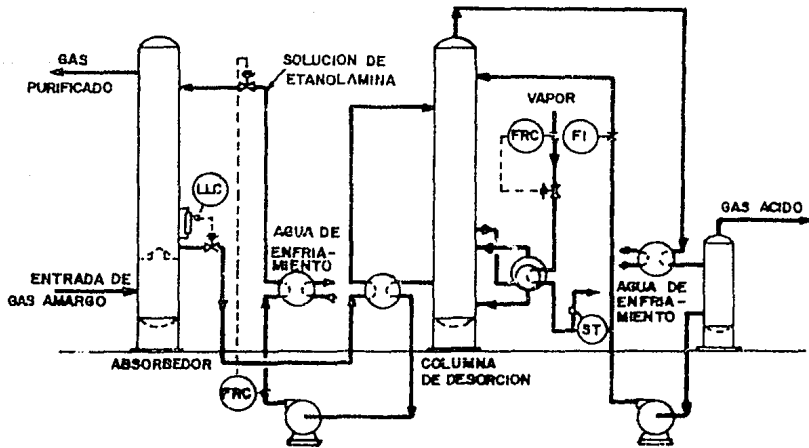 GAS
PURIFICADO
SOLUCION DE
ETANOLAMINA
VAPOR
FRC
FI
LLC
GAS ACIDO
AGUA DE
ENFRIA-
MIENTO
ENTRADA DE
GAS AMARGO
AGUA DE
ENFRIA-
MIENTO
ST
ABSORBEDOR
COLUMNA
DE DESORCION
FRC